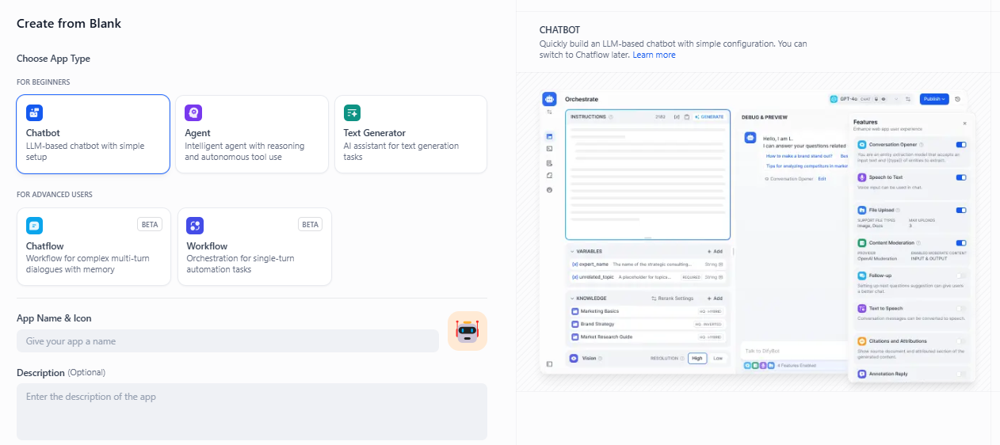 Create from Blank
Choose App Type
FOR BEGINNERS
Chatbot
LLM-based chatbot with simple
setup
Agent
Intelligent agent with reasoning
and autonomous tool use
Text Generator
AI assistant for text generation
tasks
FOR ADVANCED USERS
BETA
Chatflow
Workflow for complex multi-turn
dialogues with memory
BETA
Workflow
Orchestration for single-turn
automation tasks
App Name & Icon
Give your app a name
Description (Optional)
Enter the description of the app
CHATBOT
Quickly build an LLM-based chatbot with simple configuration. You can
switch to Chatflow later. Learn more
Orchestrate
GPT-4o CHAT
Publish
INSTRUCTIONS
2182
GENERATE
VARIABLES
+ Add
{x} expert_name The name of the strategic consulting...
String
{x} unrelated_topic A placeholder for topics...
REQUIRED String
KNOWLEDGE
Rerank Settings
+ Add
Marketing Basics
HQ · HYBRID
Brand Strategy
HQ · INVERTED
Market Research Guide
HQ · HYBRID
Vision
RESOLUTION
High
Low
DEBUG & PREVIEW
Hello, I am L.
I can answer your questions related
How to make a brand stand out?
Tips for analyzing competitors in marke
Conversation Opener Edit
Talk to DifyBot
4 Features Enabled
Features
Enhance web app user experience
Conversation Opener
You are an entity extraction model that accepts an
input text and {{type}} of entities to extract.
Speech to Text
Voice input can be used in chat.
File Upload
SUPPORT FILE TYPES
Image, Docs
MAX UPLOADS
3
Content Moderation
PROVIDER
OpenAI Moderation
ENABLED MODERATE CONTENT
INPUT & OUTPUT
Follow-up
Setting up next questions suggestion can give users
a better chat.
Text to Speech
Conversation messages can be converted to speech.
Citations and Attributions
Show source document and attributed section of the
generated content.
Annotation Reply